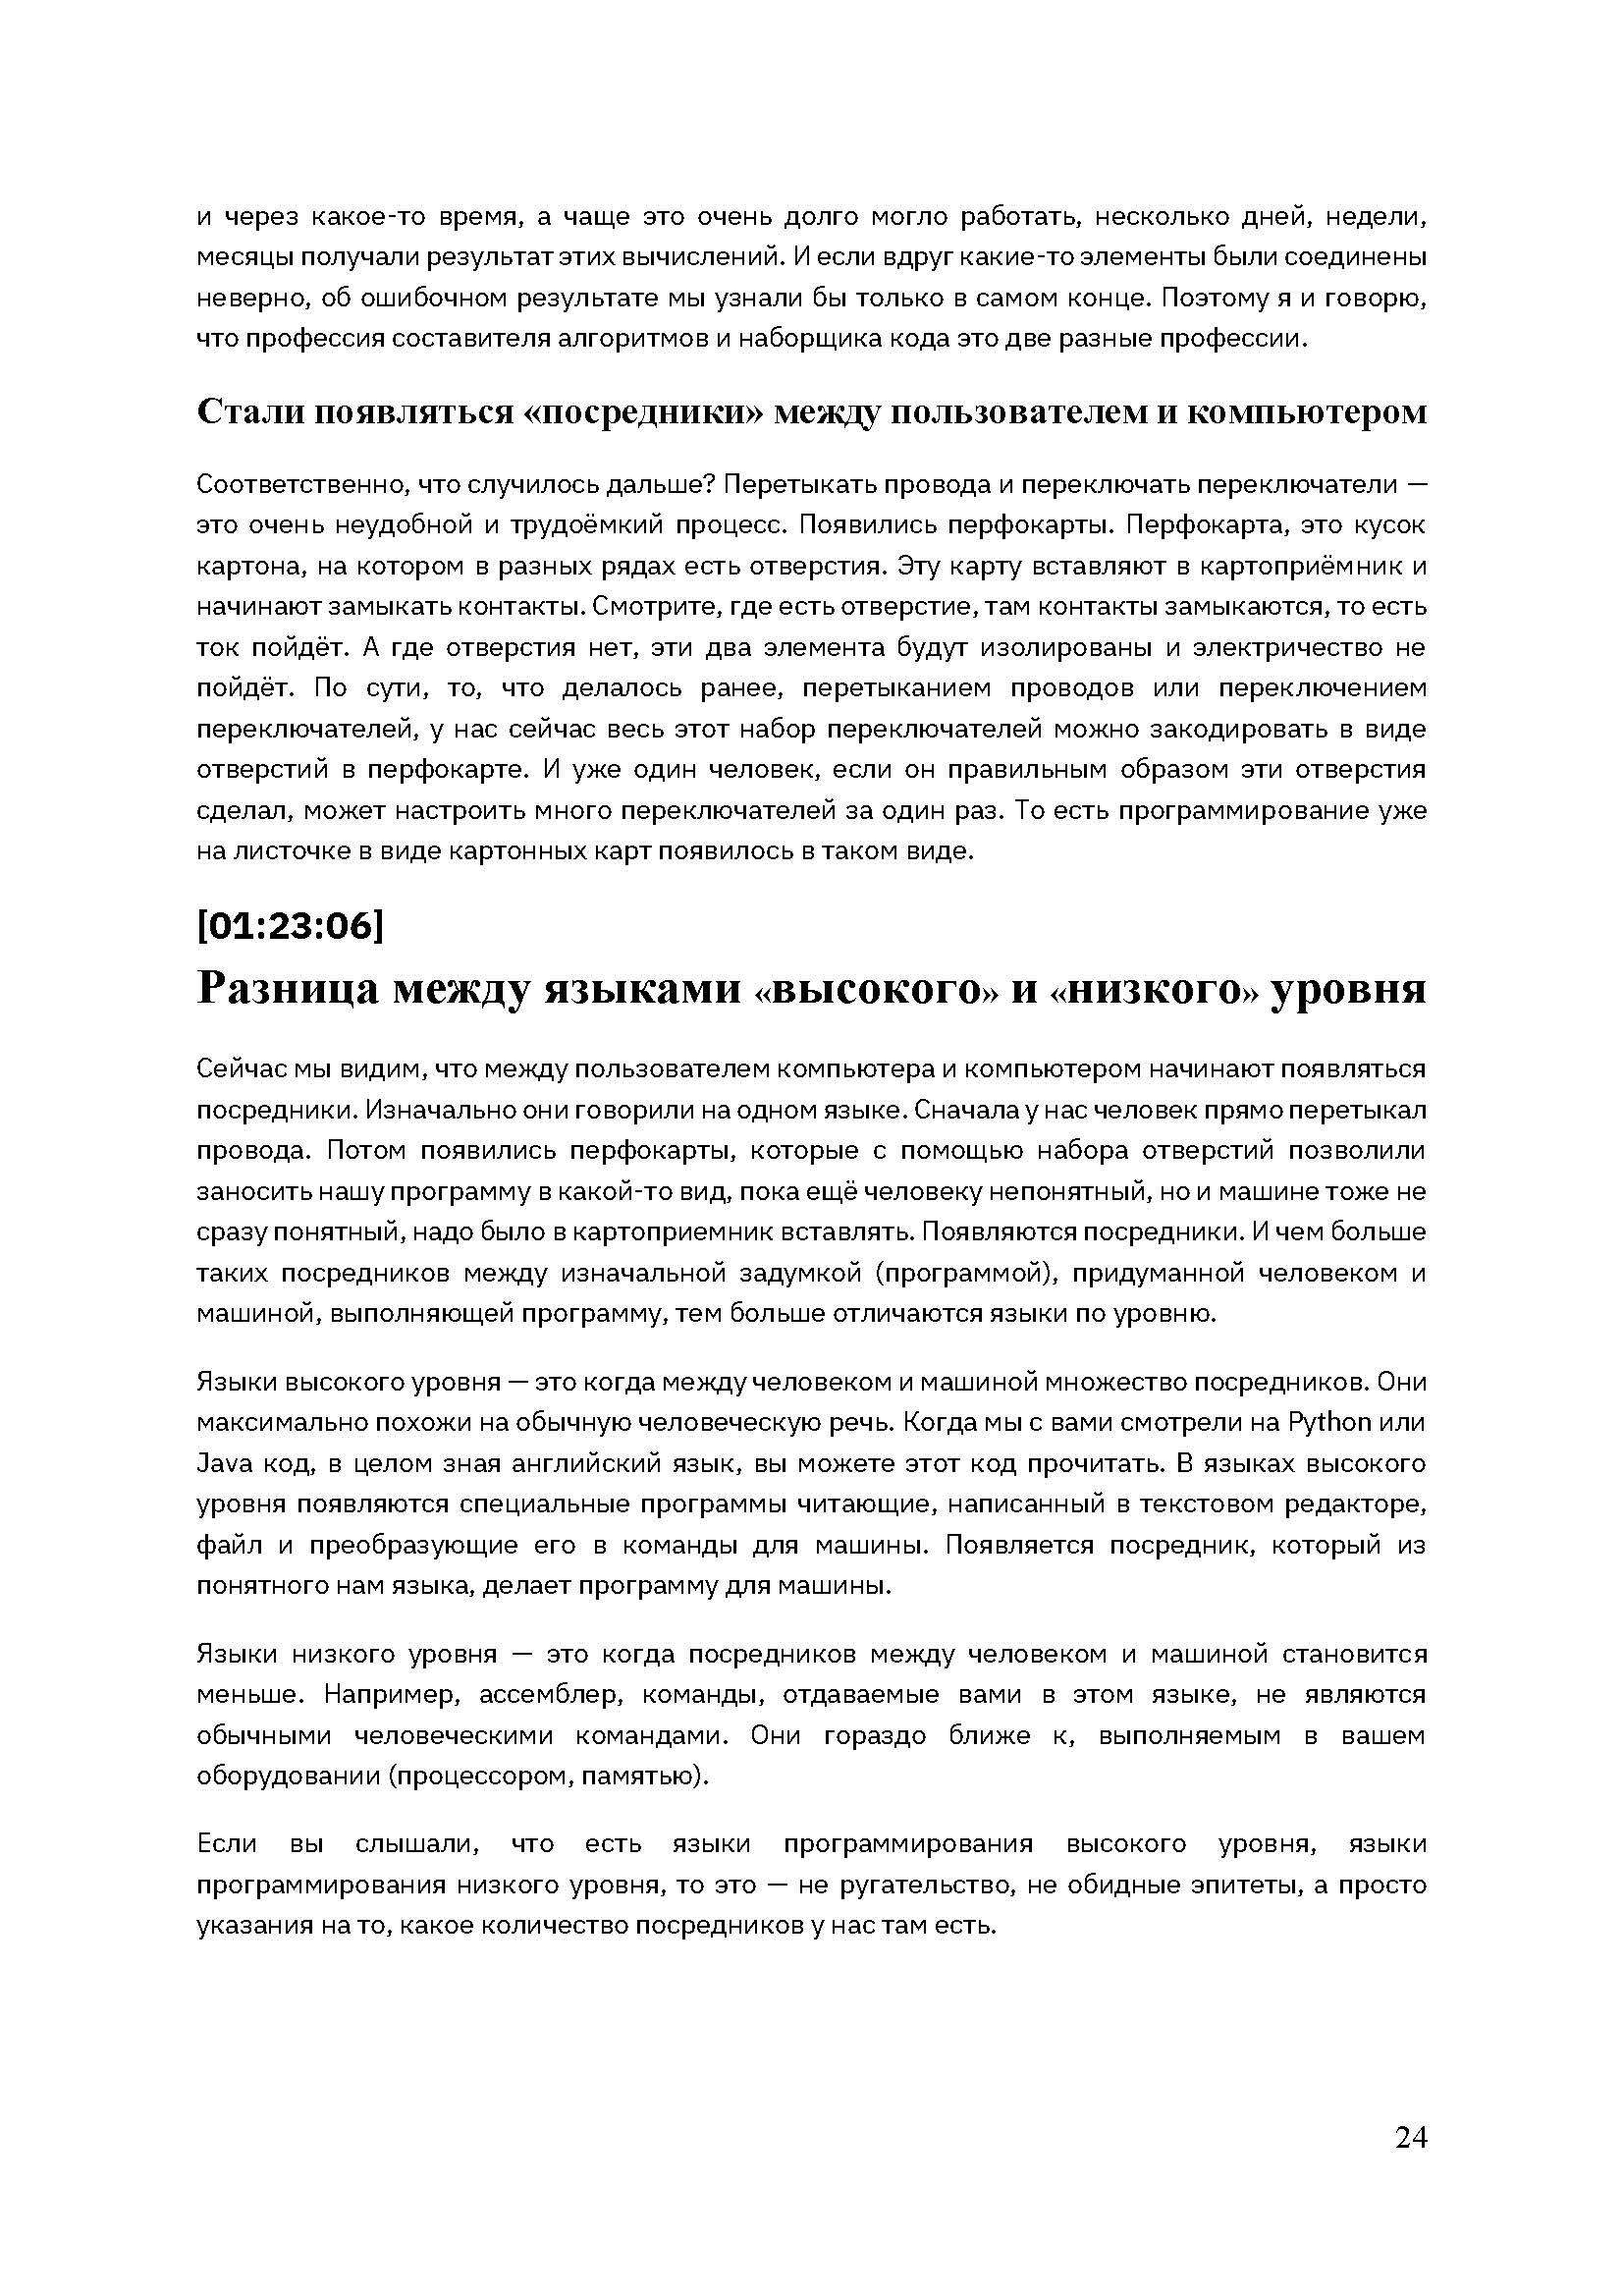 и через какое-то время, а чаще это очень долго могло работать, несколько дней, недели,
месяцы получали результат этих вычислений. И если вдруг какие-то элементы были соединены
неверно, об ошибочном результате мы узнали бы только в самом конце. Поэтому я и говорю,
что профессия составителя алгоритмов и наборщика кода это две разные профессии.
Стали появляться «посредники» между пользователем и компьютером
Соответственно, что случилось дальше? Перетыкать провода и переключать переключатели —
это очень неудобной и трудоёмкий процесс. Появились перфокарты. Перфокарта, это кусок
картона, на котором в разных рядах есть отверстия. Эту карту вставляют в картоприёмник и
начинают замыкать контакты. Смотрите, где есть отверстие, там контакты замыкаются, то есть
ток пойдёт. А где отверстия нет, эти два элемента будут изолированы и электричество не
пойдёт. По сути, то, что делалось ранее, перетыканием проводов или переключением
переключателей, у нас сейчас весь этот набор переключателей можно закодировать в виде
отверстий в перфокарте. И уже один человек, если он правильным образом эти отверстия
сделал, может настроить много переключателей за один раз. То есть программирование уже
на листочке в виде картонных карт появилось в таком виде.
[01:23:06]
Разница между языками «высокого» и «низкого» уровня
Сейчас мы видим, что между пользователем компьютера и компьютером начинают появляться
посредники. Изначально они говорили на одном языке. Сначала у нас человек прямо перетыкал
провода. Потом появились перфокарты, которые с помощью набора отверстий позволили
заносить нашу программу в какой-то вид, пока ещё человеку непонятный, но и машине тоже не
сразу понятный, надо было в картоприемник вставлять. Появляются посредники. И чем больше
таких посредников между изначальной задумкой (программой), придуманной человеком и
машиной, выполняющей программу, тем больше отличаются языки по уровню.
Языки высокого уровня — это когда между человеком и машиной множество посредников. Они
максимально похожи на обычную человеческую речь. Когда мы с вами смотрели на Python или
Java код, в целом зная английский язык, вы можете этот код прочитать. В языках высокого
уровня появляются специальные программы читающие, написанный в текстовом редакторе,
файл и преобразующие его в команды для машины. Появляется посредник, который из
понятного нам языка, делает программу для машины.
Языки низкого уровня — это когда посредников между человеком и машиной становится
меньше. Например, ассемблер, команды, отдаваемые вами в этом языке, не являются
обычными человеческими командами. Они гораздо ближе к, выполняемым в вашем
оборудовании (процессором, памятью).
Если вы слышали, что есть языки программирования высокого уровня, языки
программирования низкого уровня, то это — не ругательство, не обидные эпитеты, а просто
указания на то, какое количество посредников у нас там есть.
24